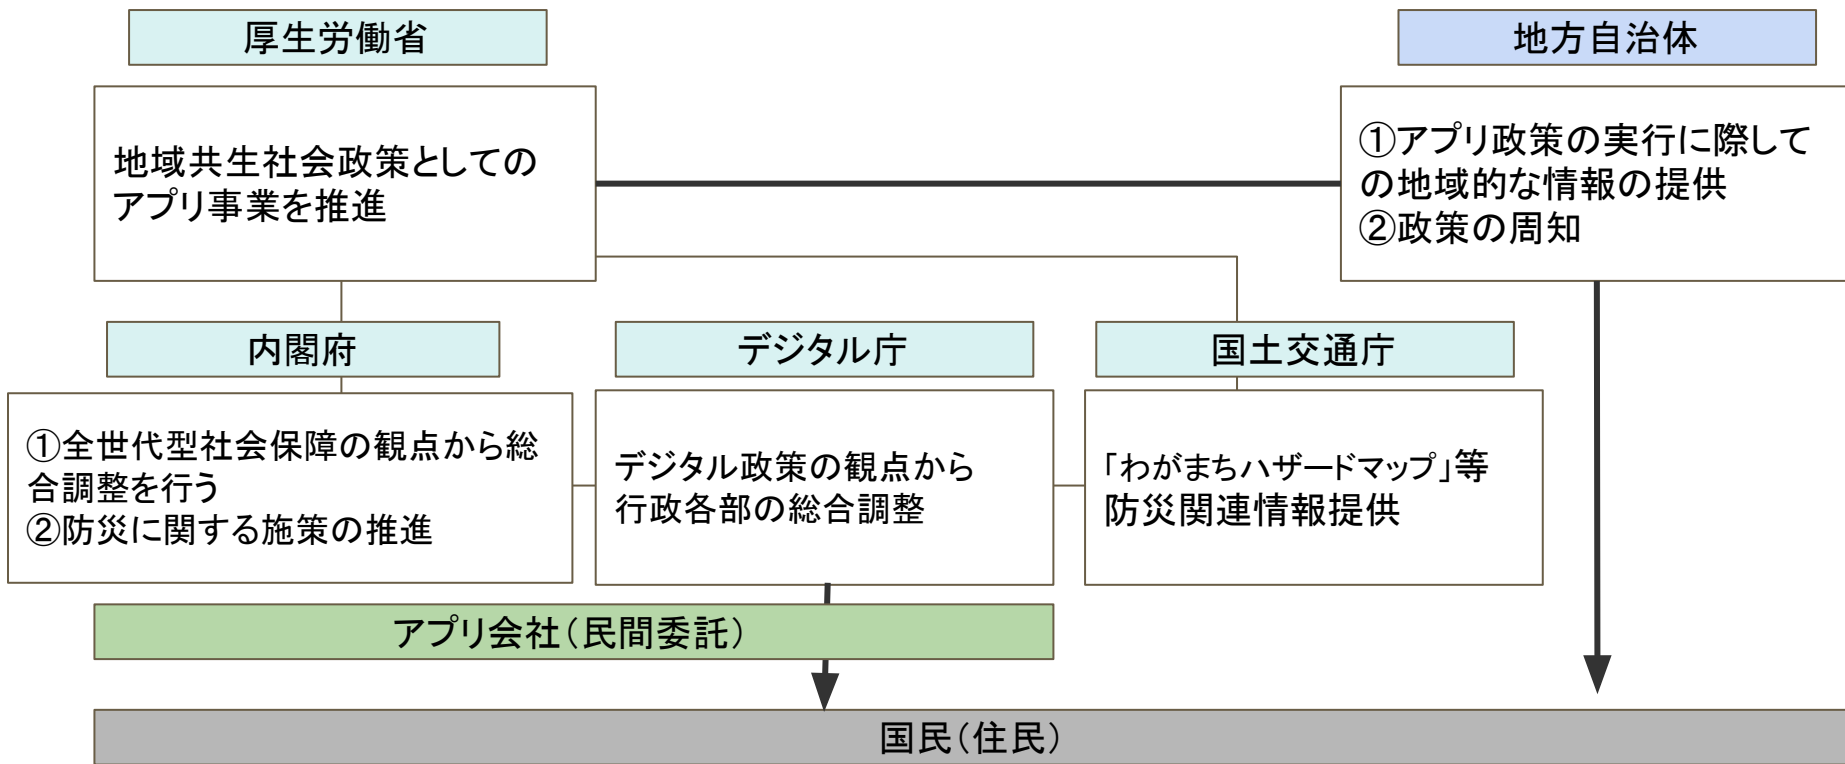 厚生労働省
地方自治体
地域共生社会政策としての
アプリ事業を推進
①アプリ政策の実行に際して
の地域的な情報の提供
②政策の周知
内閣府
デジタル庁
国土交通庁
①全世代型社会保障の観点から総
合調整を行う
②防災に関する施策の推進
デジタル政策の観点から
行政各部の総合調整
「わがまちハザードマップ」等
防災関連情報提供
アプリ会社（民間委託）
国民（住民）